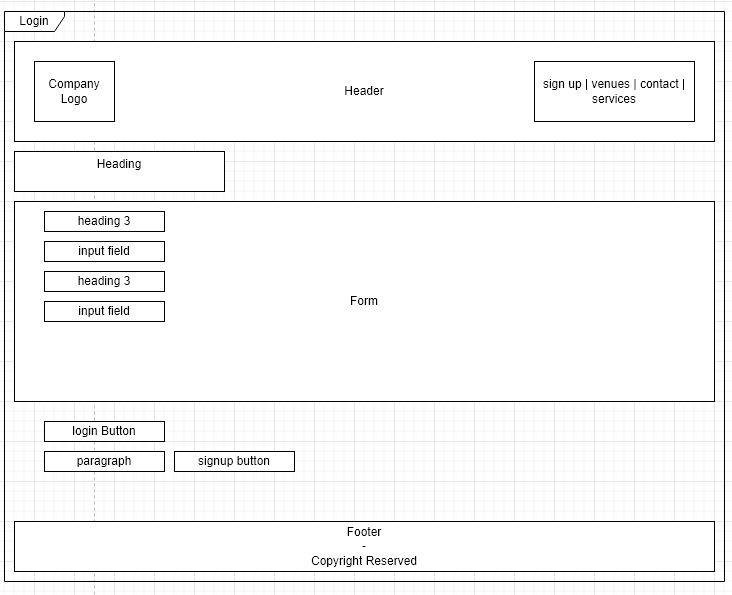 Login
Company
Logo
Header
sign up | venues | contact |
services
Heading
heading 3
input field
heading 3
input field
Form
login Button
paragraph
signup button
Footer
-
Copyright Reserved